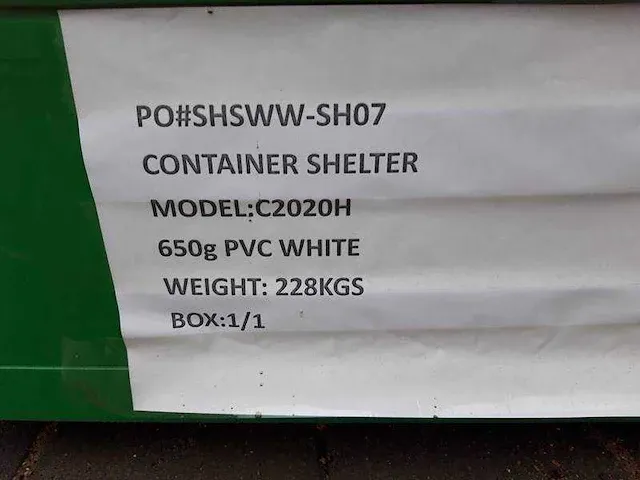 PO#SHSWW-SH07
CONTAINER SHELTER
MODEL:C2020H
650g PVC WHITE
WEIGHT: 228KGS
BOX:1/1